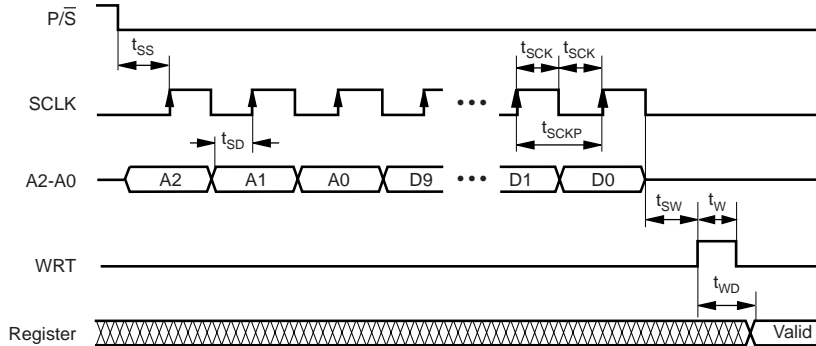 P/S̅
tSS
tSCK tSCK
SCLK
•••
tSD
tSCKP
A2-A0
A2 A1 A0 D9 ••• D1 D0
tSW tW
WRT
tWD
Register
Valid